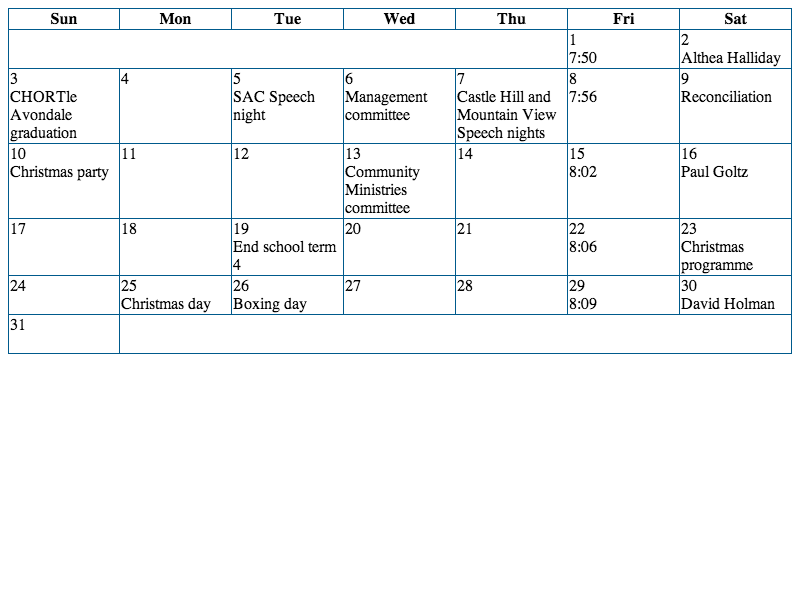 Sun Mon Tue Wed Thu Fri Sat
1
7:50
2
Althea Halliday
3
CHORTle
Avondale
graduation
4
5
SAC Speech
night
6
Management
committee
7
Castle Hill and
Mountain View
Speech nights
8
7:56
9
Reconciliation
10
Christmas party
11
12
13
Community
Ministries
committee
14
15
8:02
16
Paul Goltz
17
18
19
End school term
4
20
21
22
8:06
23
Christmas
programme
24
25
Christmas day
26
Boxing day
27
28
29
8:09
30
David Holman
31